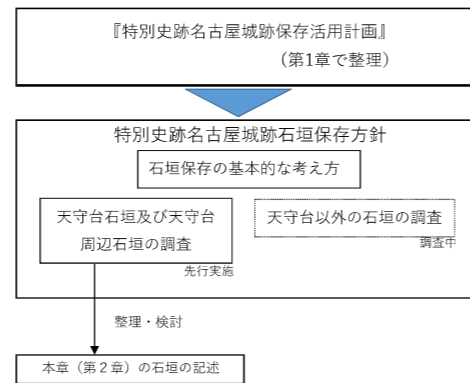 『特別史跡名古屋城跡保存活用計画』
（第1章で整理）
特別史跡名古屋城跡石垣保存方針
石垣保存の基本的な考え方
天守台石垣及び天守台
周辺石垣の調査
先行実施
天守台以外の石垣の調査
調査中
整理・検討
本章（第２章）の石垣の記述